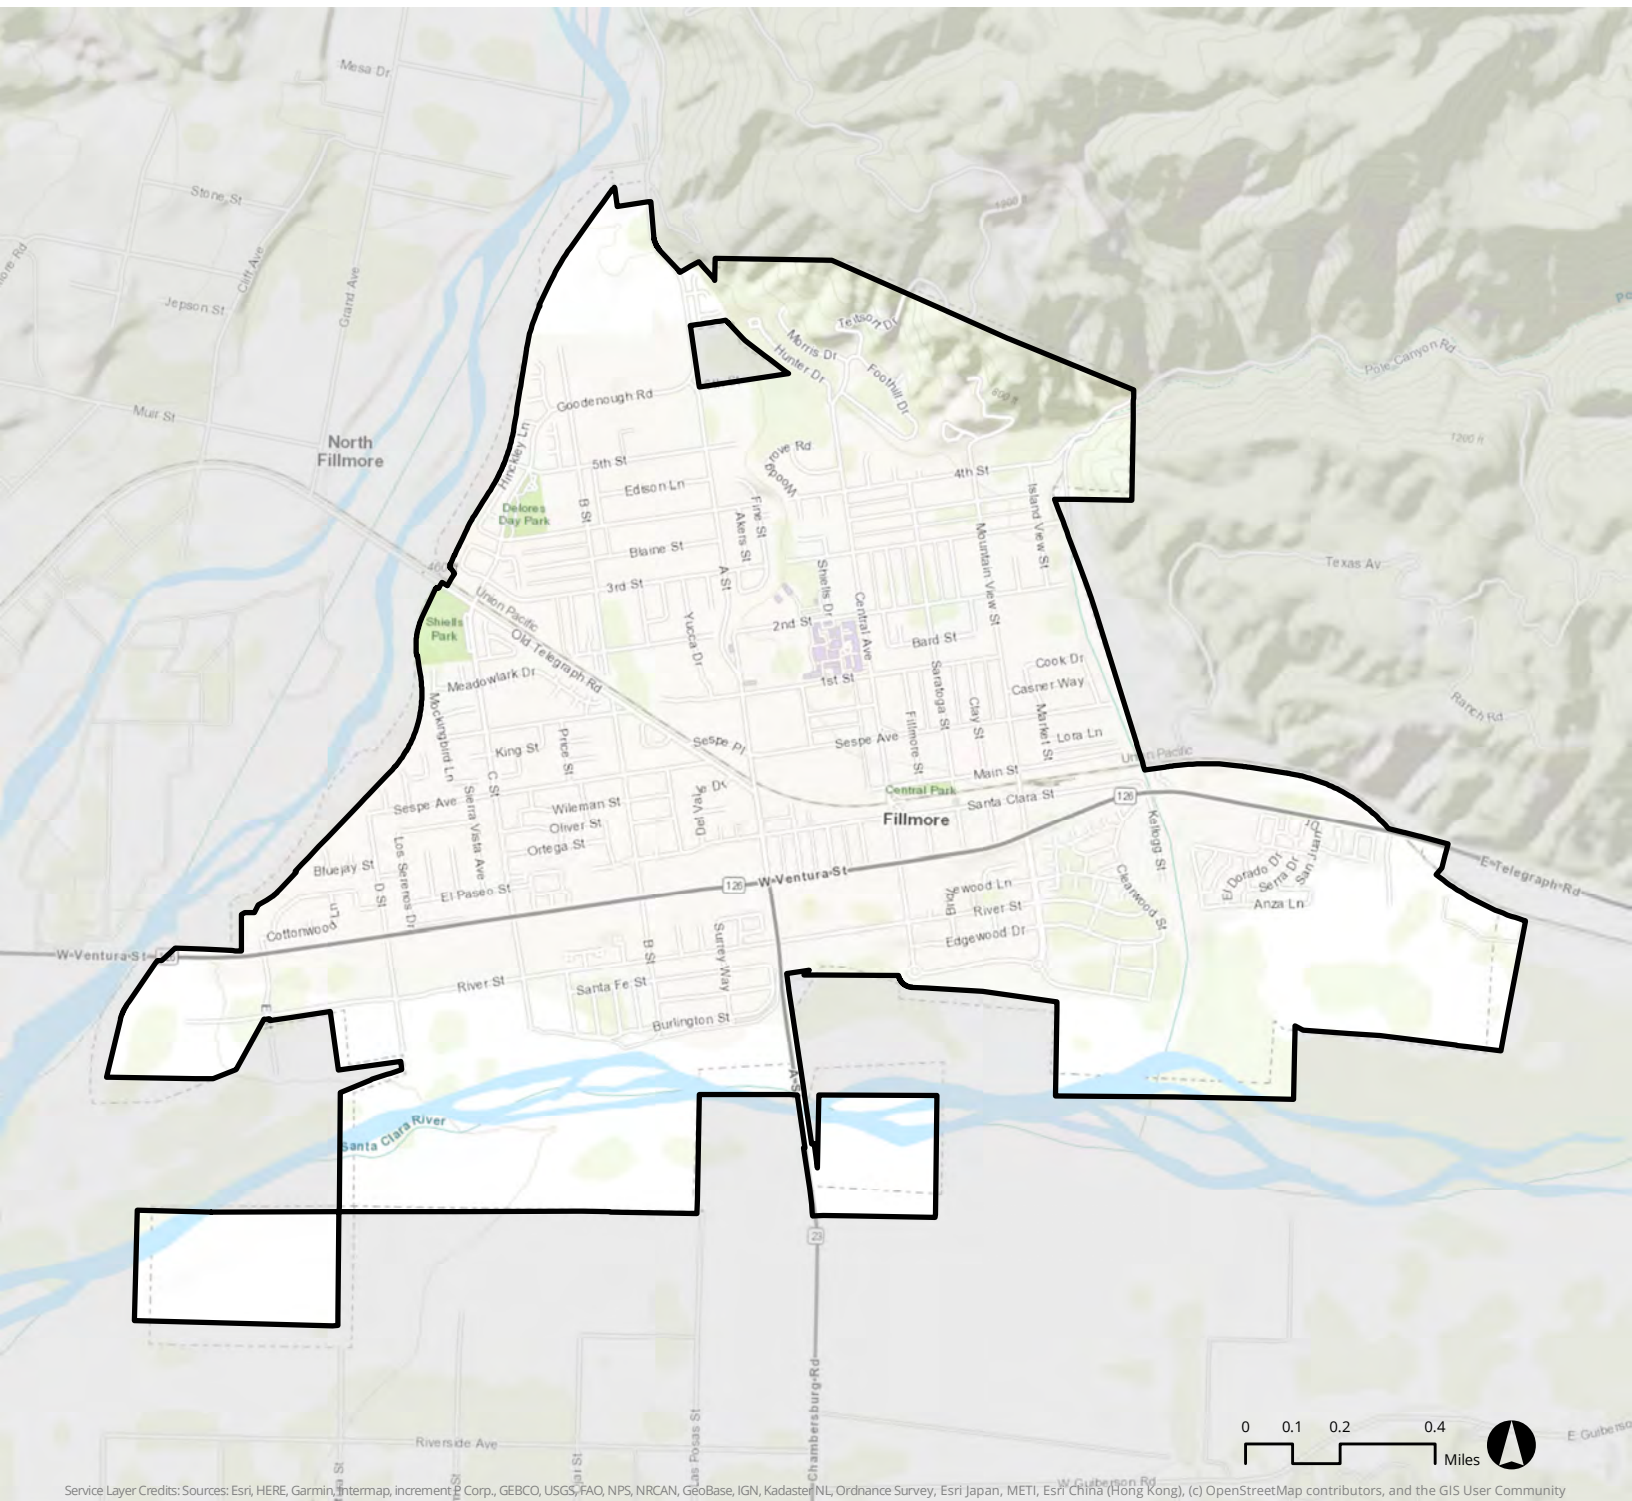 Mesa Dr
Stone St
Cliff Ave
Jepson St
Grand Ave
1000 ft
Muir St
North
Fillmore
Teitsort Dr
Morris Dr
Hunter Dr
Foothill Dr
800 ft
Pole Canyon Rd
1200 ft
Goodenough Rd
Hinckley Ln
5th St
Edison Ln
4th St
Island View St
Delores
Day Park
B St
Fine St
Akers St
Blaine St
3rd St
A St
Mountain View St
Texas Av
Union Pacific
Old Telegraph Rd
Shiells
Park
Yucca Dr
2nd St
Shiells Dr
Central Ave
Bard St
Meadowlark Dr
1st St
Saratoga St
Cook Dr
Casner Way
Ranch Rd
Mockingbird Ln
King St
Price St
Sespe Pl
Sespe Ave
Fillmore St
Clay St
Market St
Lora Ln
Union Pacific
C St
Sespe Ave
Sierra Vista Ave
Wileman St
Oliver St
Ortega St
Main St
Central Park
Santa Clara St
126
Fillmore
Kellogg St
Bluejay St
Los Serenos Dr
D St
El Paseo St
126
W Ventura St
River St
Edgewood Dr
Clearwood St
El Dorado Dr
Serra Dr
San Juan
Anza Ln
E Telegraph Rd
Cottonwood
W Ventura St
River St
B St
Surrey Way
Santa Fe St
Burlington St
Santa Clara River
23
Chambersburg Rd
Las Posas St
Riverside Ave
W Guiberson Rd
0 0.1 0.2 0.4
Miles
Service Layer Credits: Sources: Esri, HERE, Garmin, Intermap, increment P Corp., GEBCO, USGS, FAO, NPS, NRCAN, GeoBase, IGN, Kadaster NL, Ordnance Survey, Esri Japan, METI, Esri China (Hong Kong), (c) OpenStreetMap contributors, and the GIS User Community